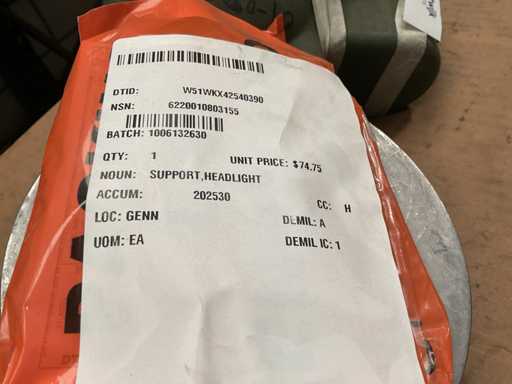 DTID: W51WKX42540390
NSN: 6220010803155
BATCH: 1006132630
QTY: 1 UNIT PRICE: $74.75
NOUN: SUPPORT,HEADLIGHT
ACCUM: 202530 CC: H
LOC: GENN DEMIL: A
UOM: EA DEMIL IC: 1